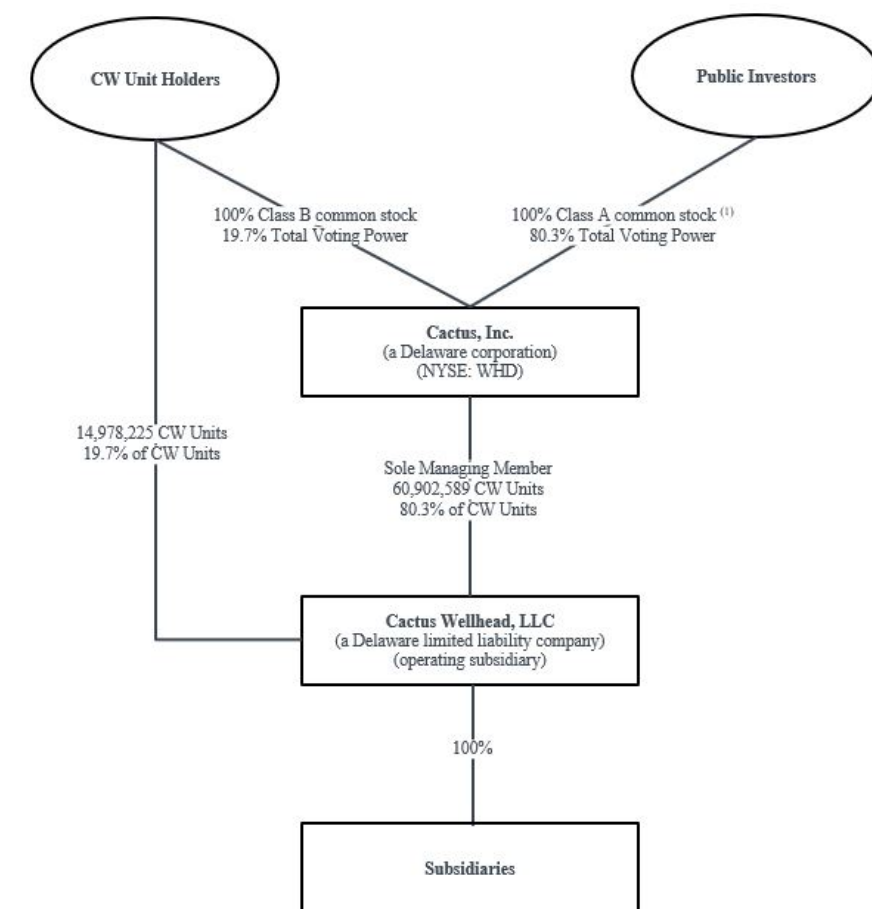 CW Unit Holders
Public Investors
100% Class B common stock
19.7% Total Voting Power
100% Class A common stock (1)
80.3% Total Voting Power
Cactus, Inc.
(a Delaware corporation)
(NYSE: WHD)
14,978,225 CW Units
19.7% of CW Units
Sole Managing Member
60,902,589 CW Units
80.3% of CW Units
Cactus Wellhead, LLC
(a Delaware limited liability company)
(operating subsidiary)
100%
Subsidiaries